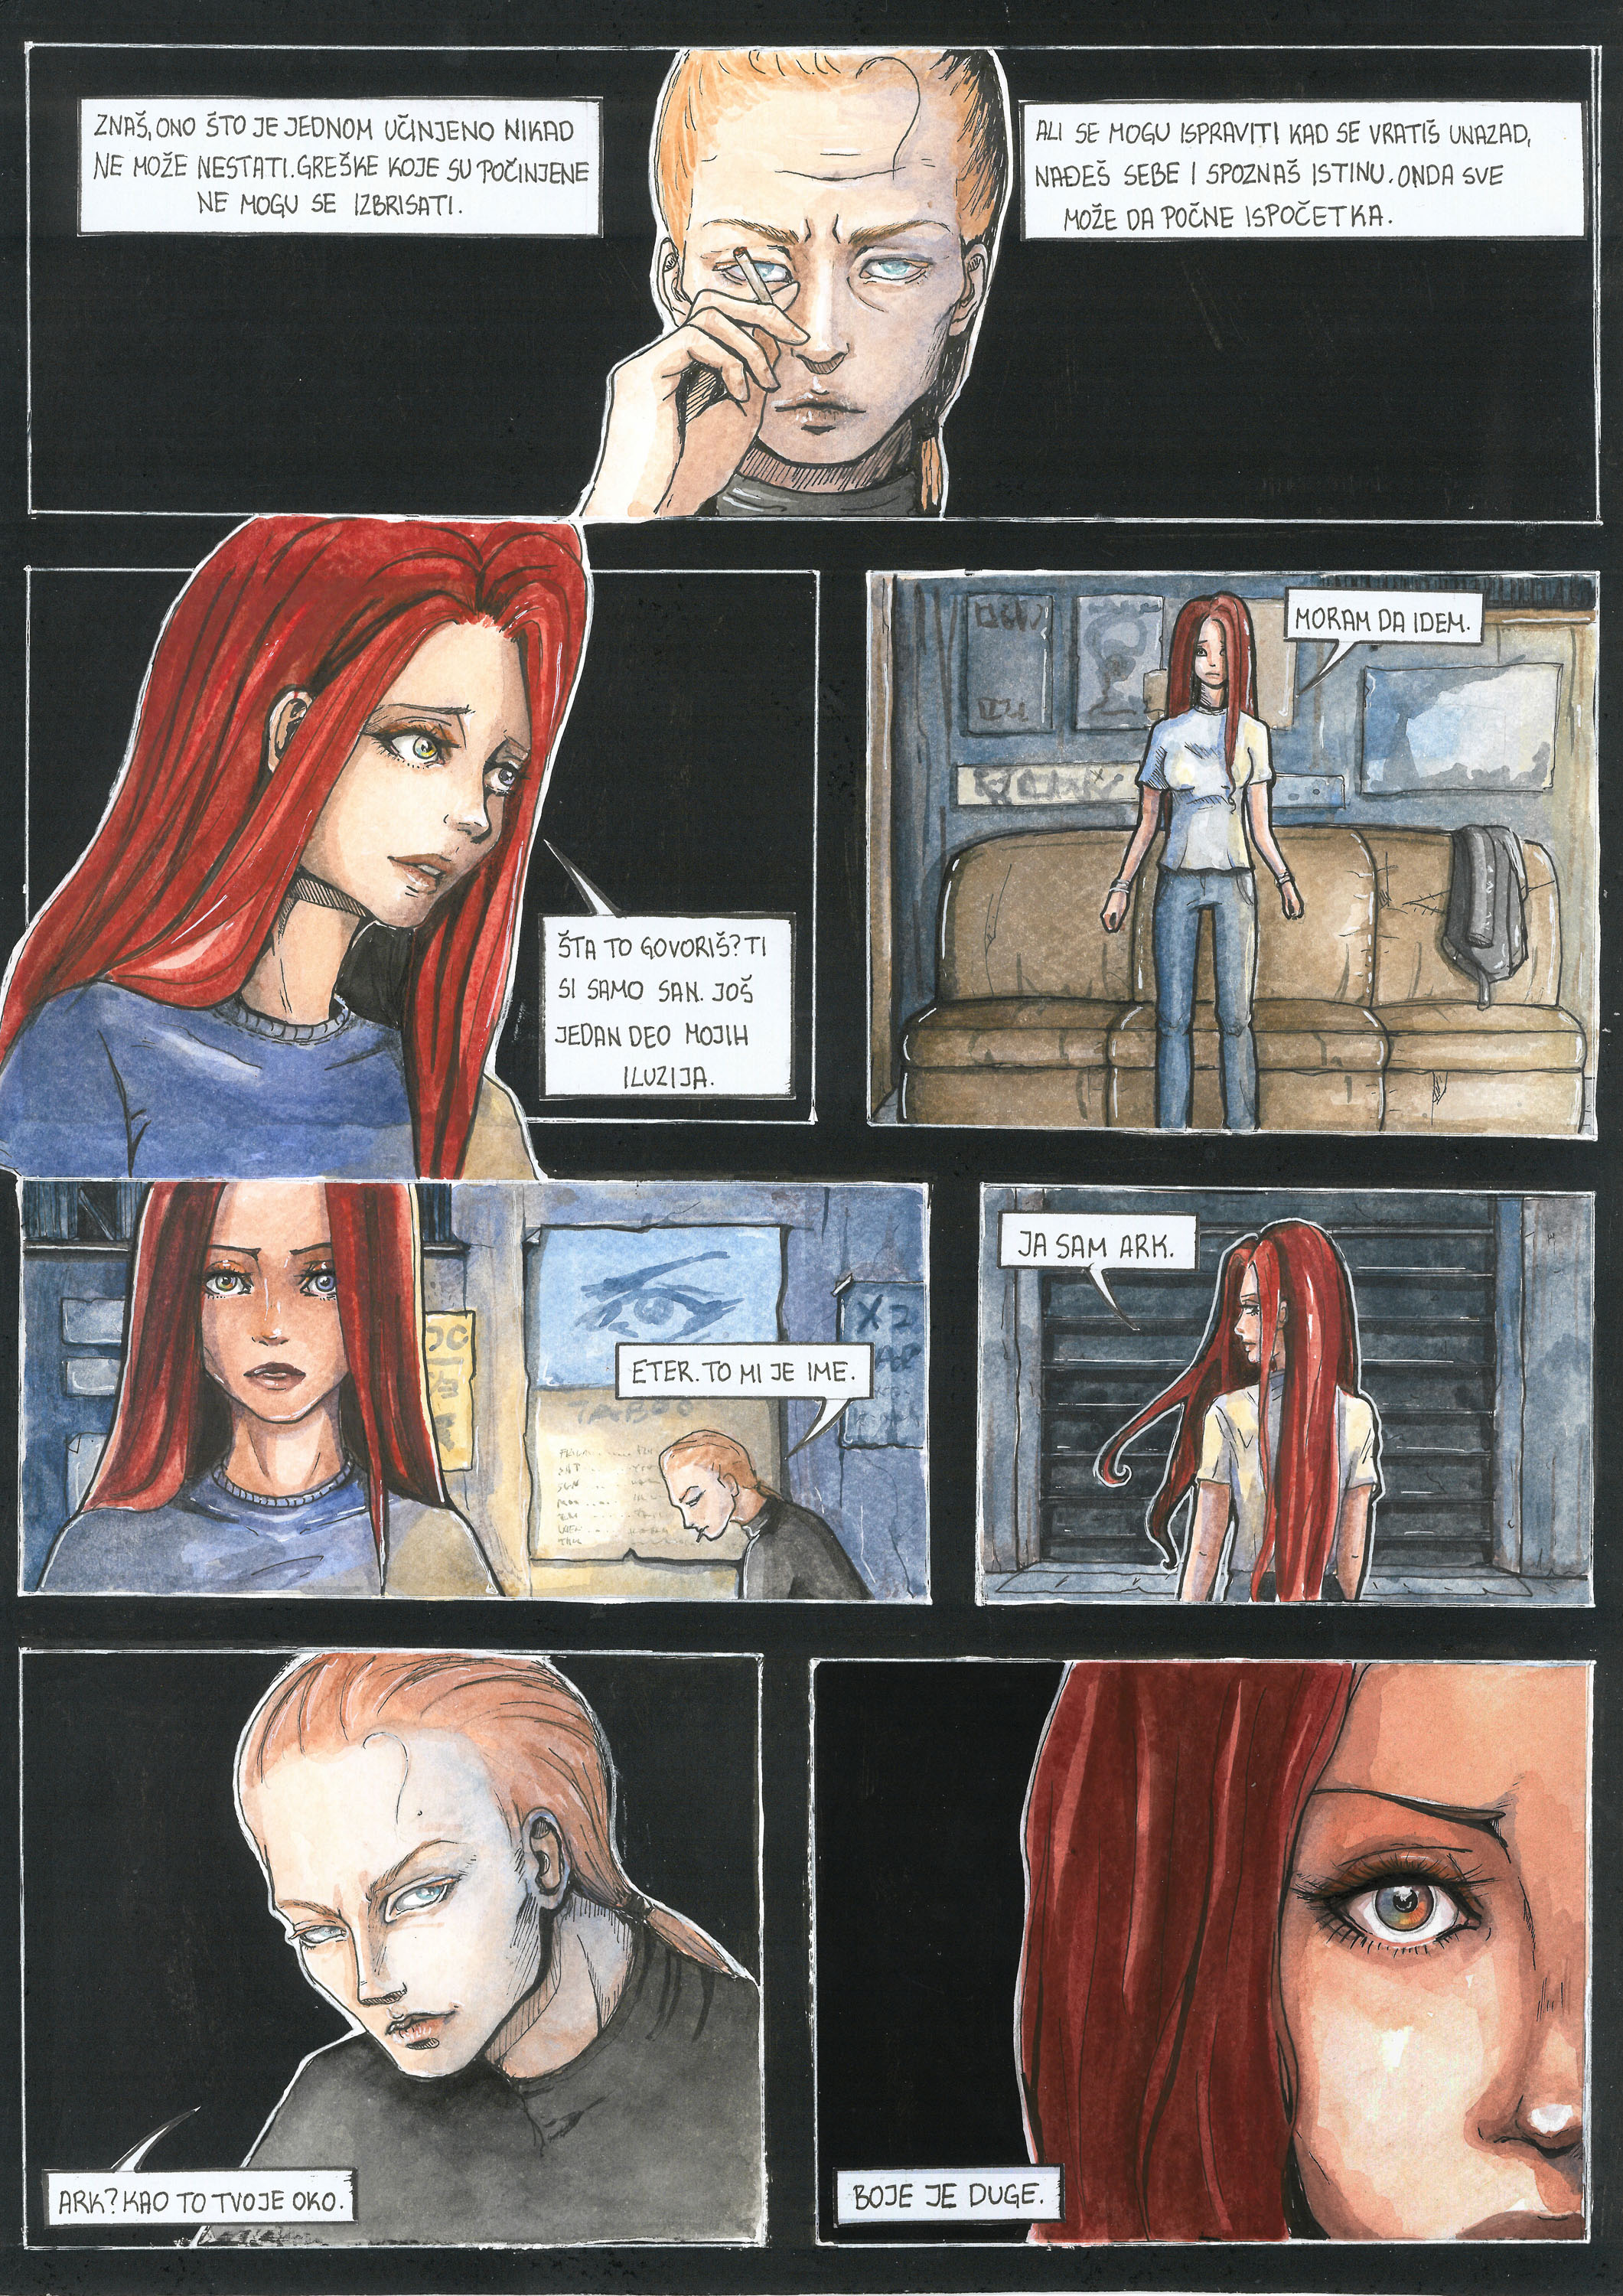 ZNAŠ, ONO ŠTO JE JEDNOM UČINJENO NIKAD
NE MOŽE NESTATI. GREŠKE KOJE SU POČINJENE
NE MOGU SE IZBRISATI.
ALI SE MOGU ISPRAVITI KAD SE VRATIŠ UNAZAD,
NAĐEŠ SEBE I SPOZNAŠ ISTINU. ONDA SVE
MOŽE DA POČNE ISPOČETKA.
ŠTA TO GOVORIŠ? TI
SI SAMO SAN. JOŠ
JEDAN DEO MOJIH
ILUZIJA.
MORAM DA IDEM.
ETER. TO MI JE IME.
X2
JA SAM ARK.
ARK? KAO TO TVOJE OKO.
BOJE JE DUGE.